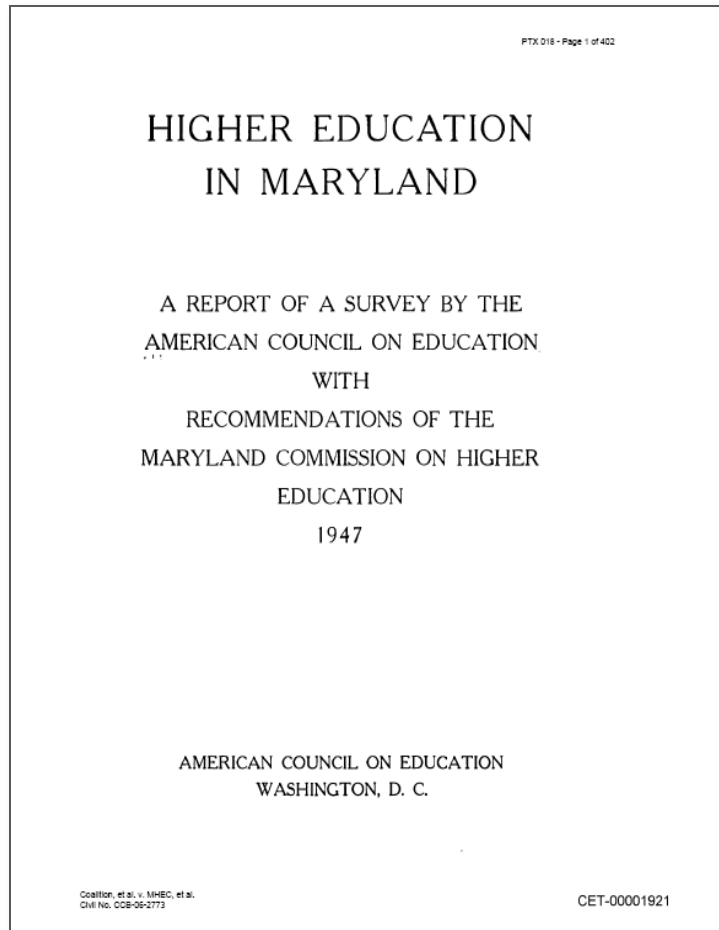 PTX 018 - Page 1 of 402
HIGHER EDUCATION
IN MARYLAND
A REPORT OF A SURVEY BY THE
AMERICAN COUNCIL ON EDUCATION
WITH
RECOMMENDATIONS OF THE
MARYLAND COMMISSION ON HIGHER
EDUCATION
1947
AMERICAN COUNCIL ON EDUCATION
WASHINGTON, D. C.
Coalition, et al. v. MHEC, et al.
Civil No. CCB-06-2773
CET-00001921